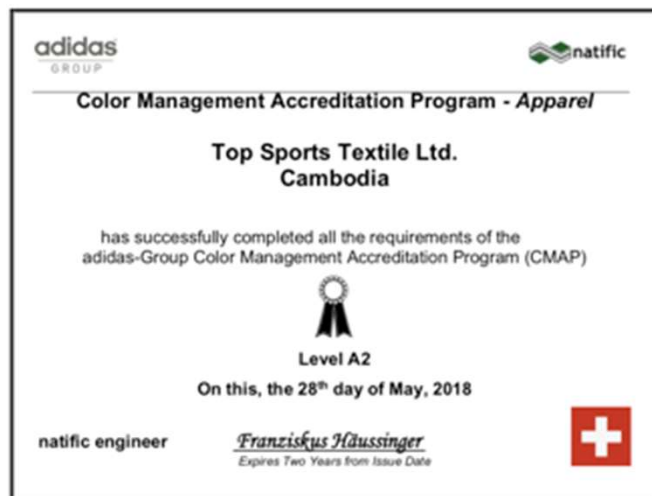 adidas
GROUP
natific
Color Management Accreditation Program - Apparel
Top Sports Textile Ltd.
Cambodia
has successfully completed all the requirements of the
adidas-Group Color Management Accreditation Program (CMAP)
Level A2
On this, the 28th day of May, 2018
natific engineer
Franziskus Häussinger
Expires Two Years from Issue Date